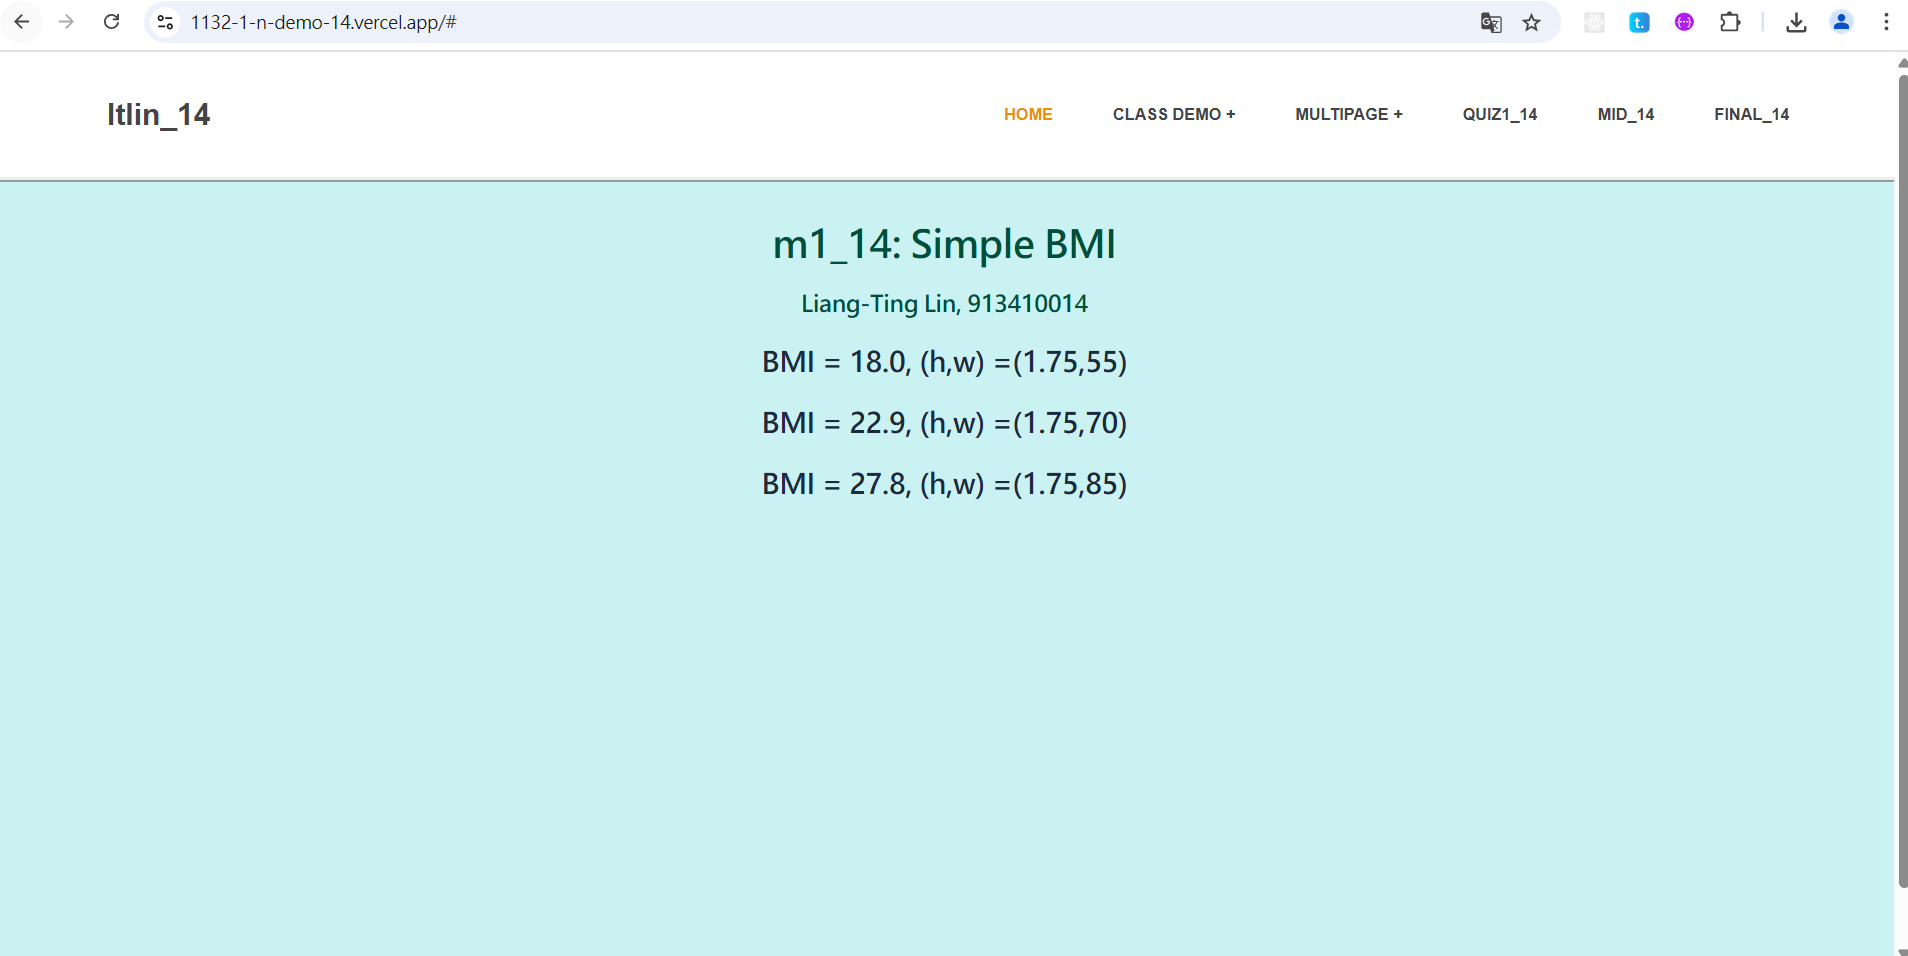 1132-1-n-demo-14.vercel.app/#
t.
ltlin_14
HOME CLASS DEMO + MULTIPAGE + QUIZ1_14 MID_14 FINAL_14
m1_14: Simple BMI
Liang-Ting Lin, 913410014
BMI = 18.0, (h,w) =(1.75,55)
BMI = 22.9, (h,w) =(1.75,70)
BMI = 27.8, (h,w) =(1.75,85)